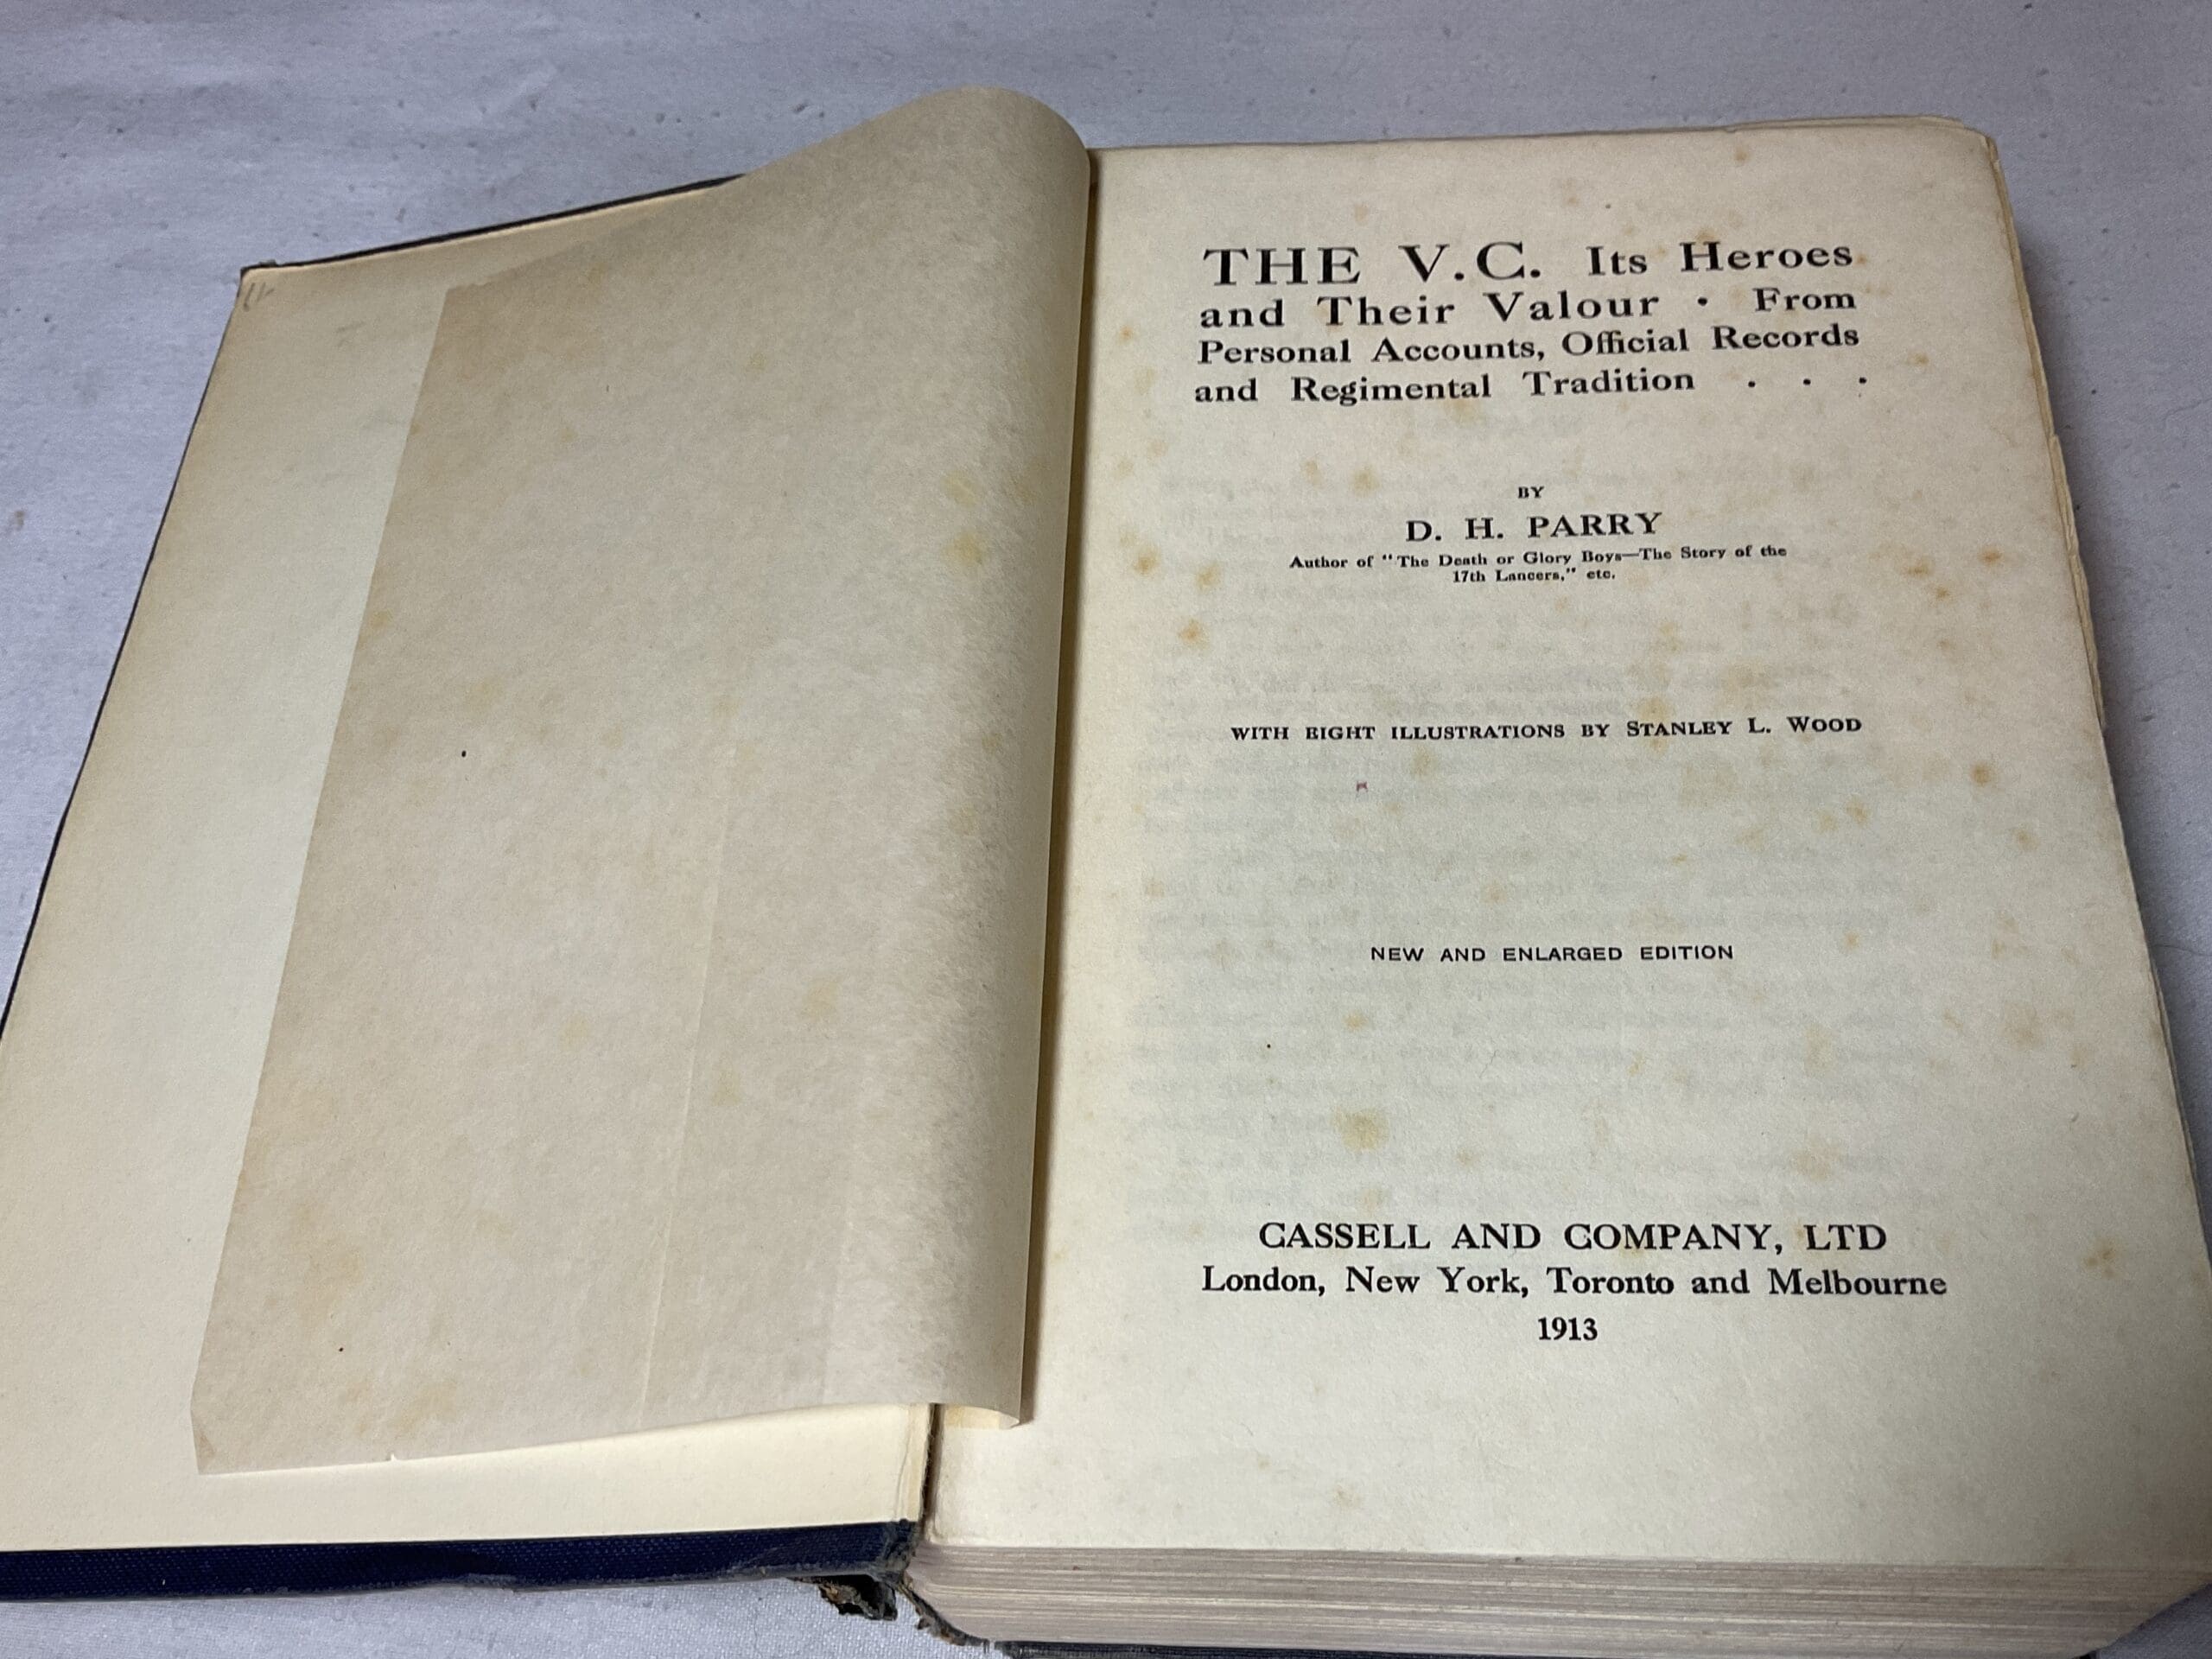 THE V.C. Its Heroes
and Their Valour · From
Personal Accounts, Official Records
and Regimental Tradition . . .
BY
D. H. PARRY
Author of "The Death or Glory Boys—The Story of the
17th Lancers," etc.
WITH EIGHT ILLUSTRATIONS BY STANLEY L. WOOD
NEW AND ENLARGED EDITION
CASSELL AND COMPANY, LTD
London, New York, Toronto and Melbourne
1913